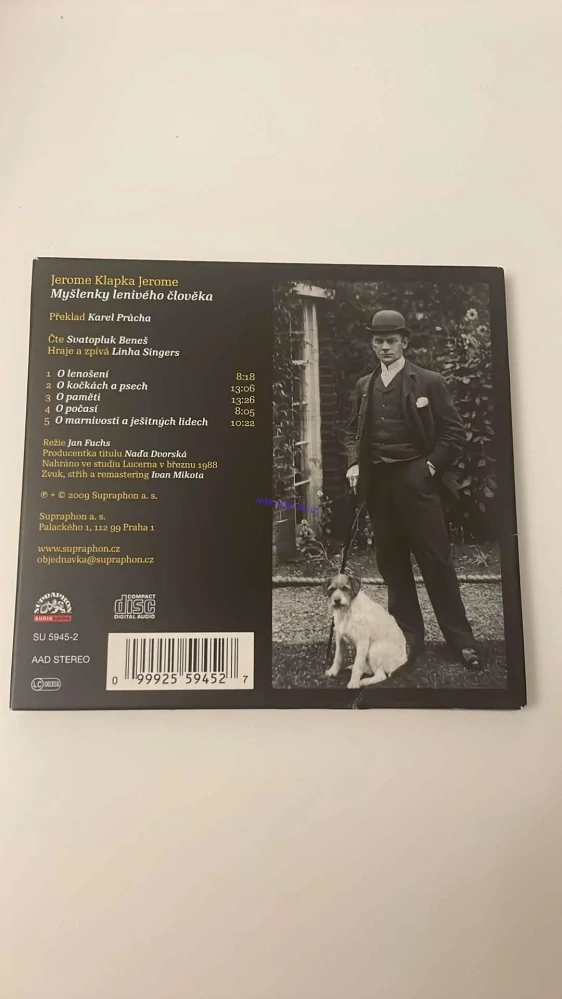 Jerome Klapka Jerome
Myšlenky lenivého člověka
Překlad Karel Průcha
Čte Svatopluk Beneš
Hraje a zpívá Linha Singers
1 O lenošení 8:18
2 O kočkách a psech 13:06
3 O paměti 13:26
4 O počasí 8:05
5 O marnivosti a ješitných lidech 10:22
Režie Jan Fuchs
Producentka titulu Naďa Dvorská
Nahráno ve studiu Lucerna v březnu 1988
Zvuk, střih a remastering Ivan Mikota
℗ + © 2009 Supraphon a. s.
Supraphon a. s.
Palackého 1, 112 99 Praha 1
www.supraphon.cz
objednavka@supraphon.cz
SUPRAPHON
COMPACT
disc
DIGITAL AUDIO
SU 5945-2
AAD STEREO
LC 00358
0 99925 59452 7